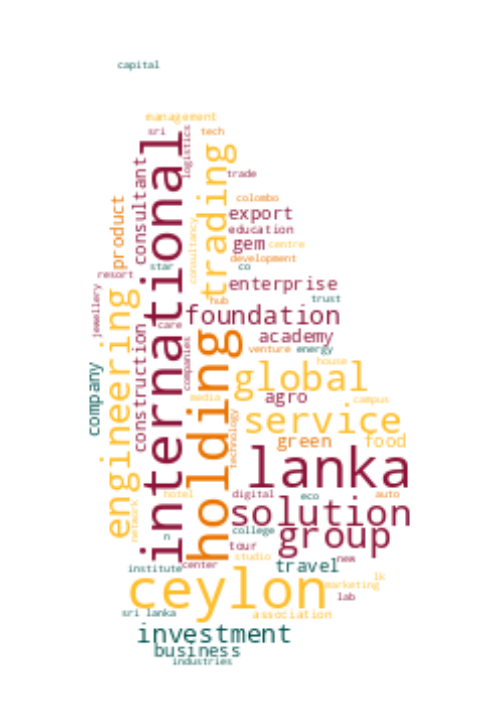 capital
management
sri
tech
logistics
international
trading
consultant
trade
product
colombo
export
education
consultancy
gem
centre
development
star
co
resort
enterprise
jewellery
engineering
hub
trust
foundation
care
construction
holding
academy
companies
venture
energy
house
company
global
media
agro
campus
service
technology
green
food
lanka
hotel
digital
eco
auto
network
solution
college
group
n
tour
studio
new
institute
center
travel
lk
ceylon
marketing
lab
sri lanka
association
investment
business
industries